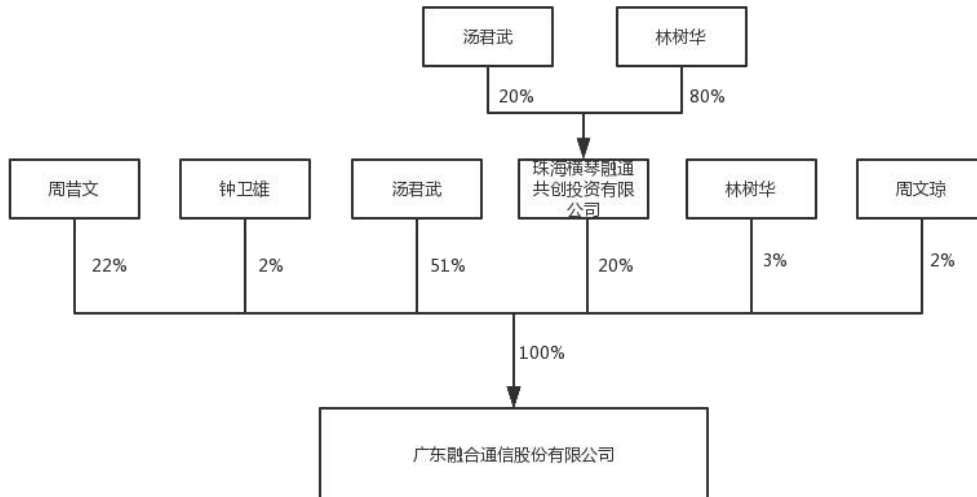 汤君武
林树华
20%
80%
周昔文
钟卫雄
汤君武
珠海横琴融通
共创投资有限
公司
林树华
周文琼
22%
2%
51%
20%
3%
2%
100%
广东融合通信股份有限公司